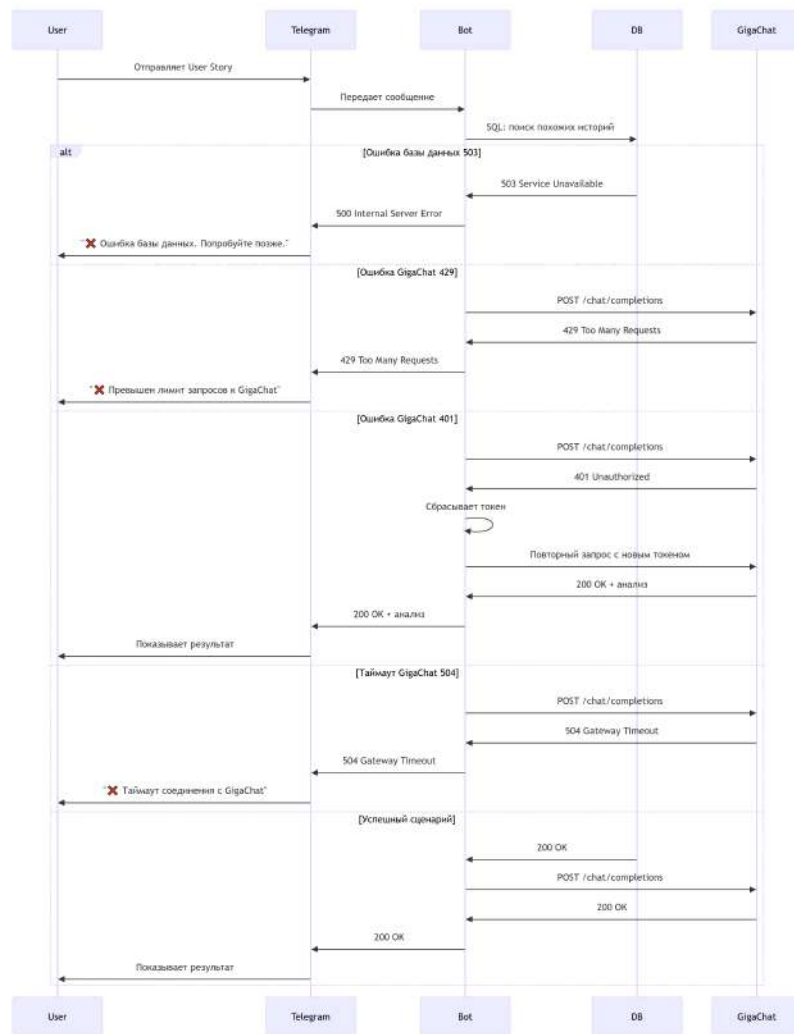 User Telegram Bot DB GigaChat
Отправляет User Story
Передает сообщение
SQL: поиск похожих историй
alt [Ошибка базы данных 503]
503 Service Unavailable
500 Internal Server Error
"❌ Ошибка базы данных. Попробуйте позже."
[Ошибка GigaChat 429]
POST /chat/completions
429 Too Many Requests
429 Too Many Requests
"❌ Превышен лимит запросов к GigaChat"
[Ошибка GigaChat 401]
POST /chat/completions
401 Unauthorized
Сбрасывает токен
Повторный запрос с новым токеном
200 OK + анализ
200 OK + анализ
Показывает результат
[Таймаут GigaChat 504]
POST /chat/completions
504 Gateway Timeout
504 Gateway Timeout
"❌ Таймаут соединения с GigaChat"
[Успешный сценарий]
200 OK
POST /chat/completions
200 OK
200 OK
Показывает результат
User Telegram Bot DB GigaChat